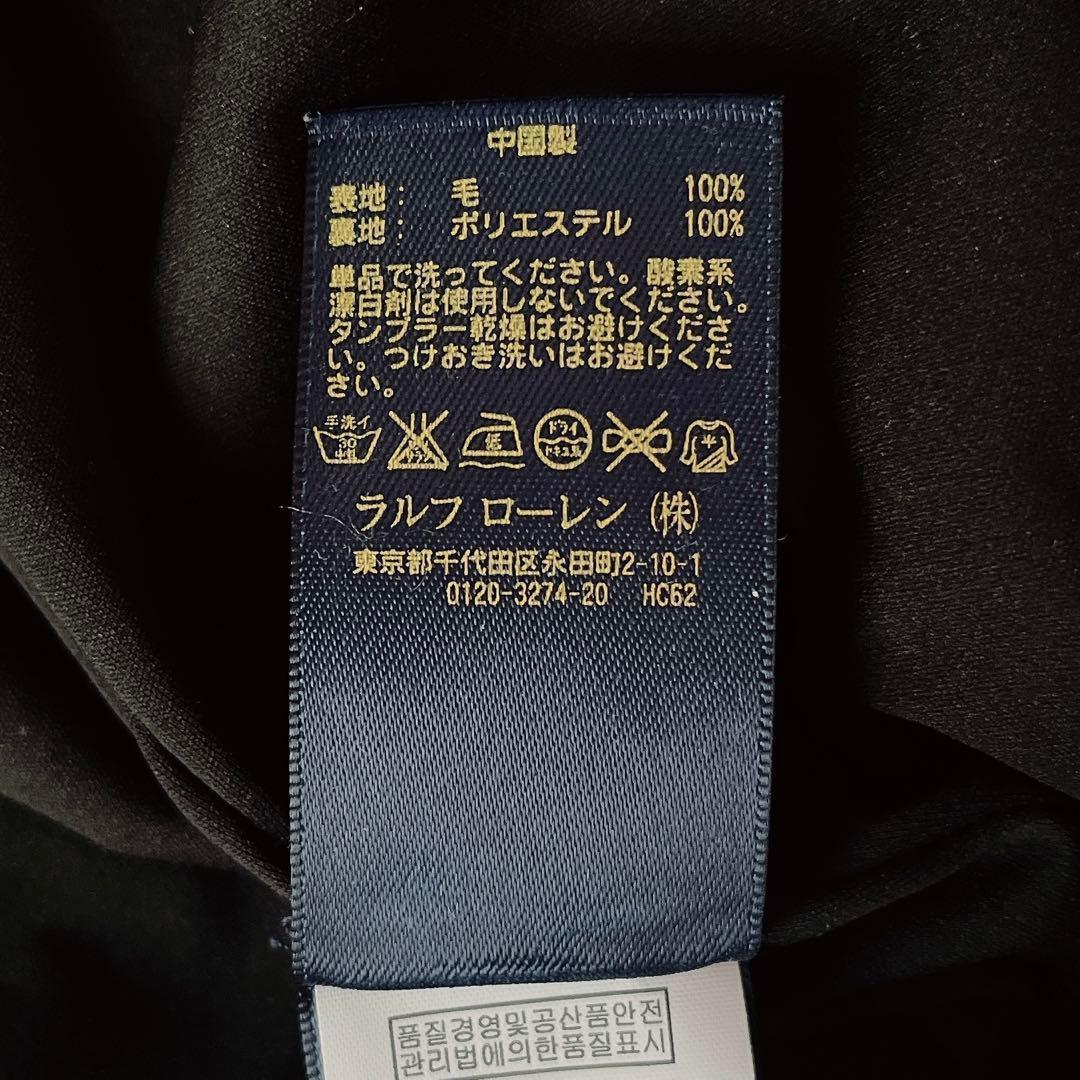 中国製
表地: 毛 100%
裏地: ポリエステル 100%
単品で洗ってください。酸素系
漂白剤は使用しないでください。
タンブラー乾燥はお避けくださ
い。つけおき洗いはお避けくだ
さい。
手洗イ 30 中性 低 ドライ セキユ系 平
ラルフ ローレン (株)
東京都千代田区永田町2-10-1
0120-3274-20 HC62
품질경영및공산품안전
관리법에의한품질표시